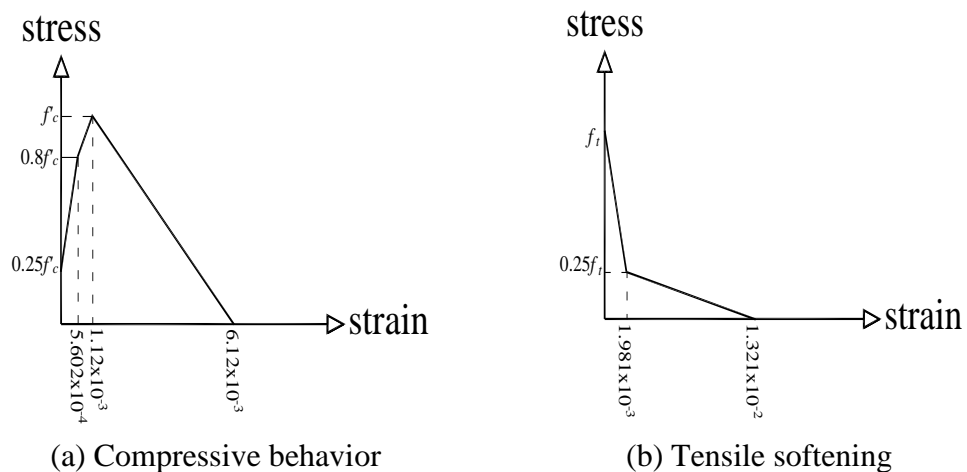 stress
f'c
0.8f'c
0.25f'c
strain
5.602x10-4
1.12x10-3
6.12x10-3
(a) Compressive behavior
stress
ft
0.25ft
strain
1.981x10-3
1.321x10-2
(b) Tensile softening